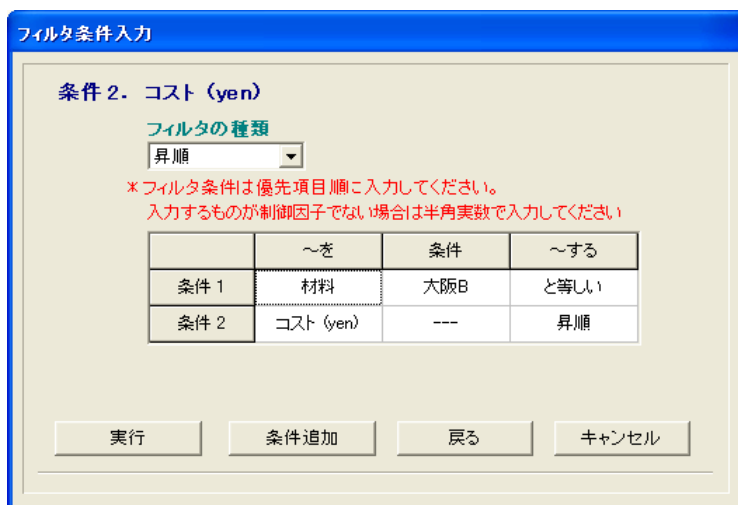 フィルタ条件入力
条件2. コスト (yen)
フィルタの種類
昇順
*フィルタ条件は優先項目順に入力してください。
入力するものが制御因子でない場合は半角実数で入力してください
～を 条件 ～する
条件1 材料 大阪B と等しい
条件2 コスト (yen) --- 昇順
実行 条件追加 戻る キャンセル